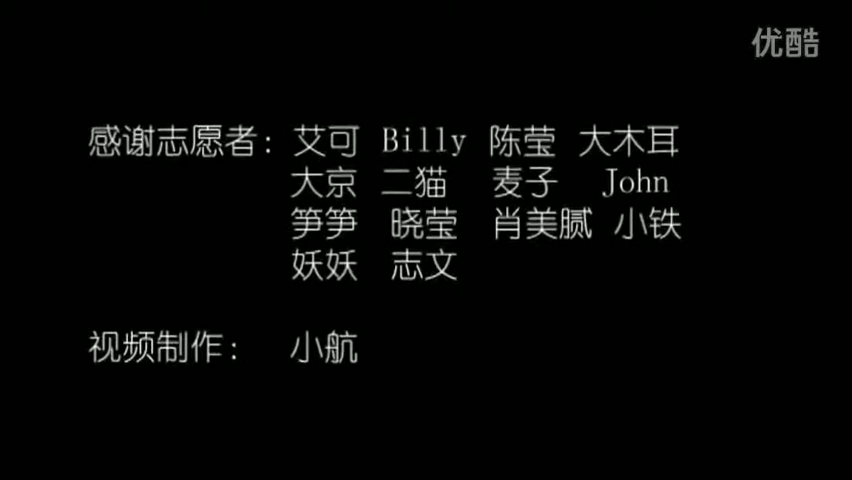 优酷
感谢志愿者: 艾可 Billy 陈莹 大木耳
大京 二猫 麦子 John
笋笋 晓莹 肖美腻 小铁
妖妖 志文
视频制作: 小航